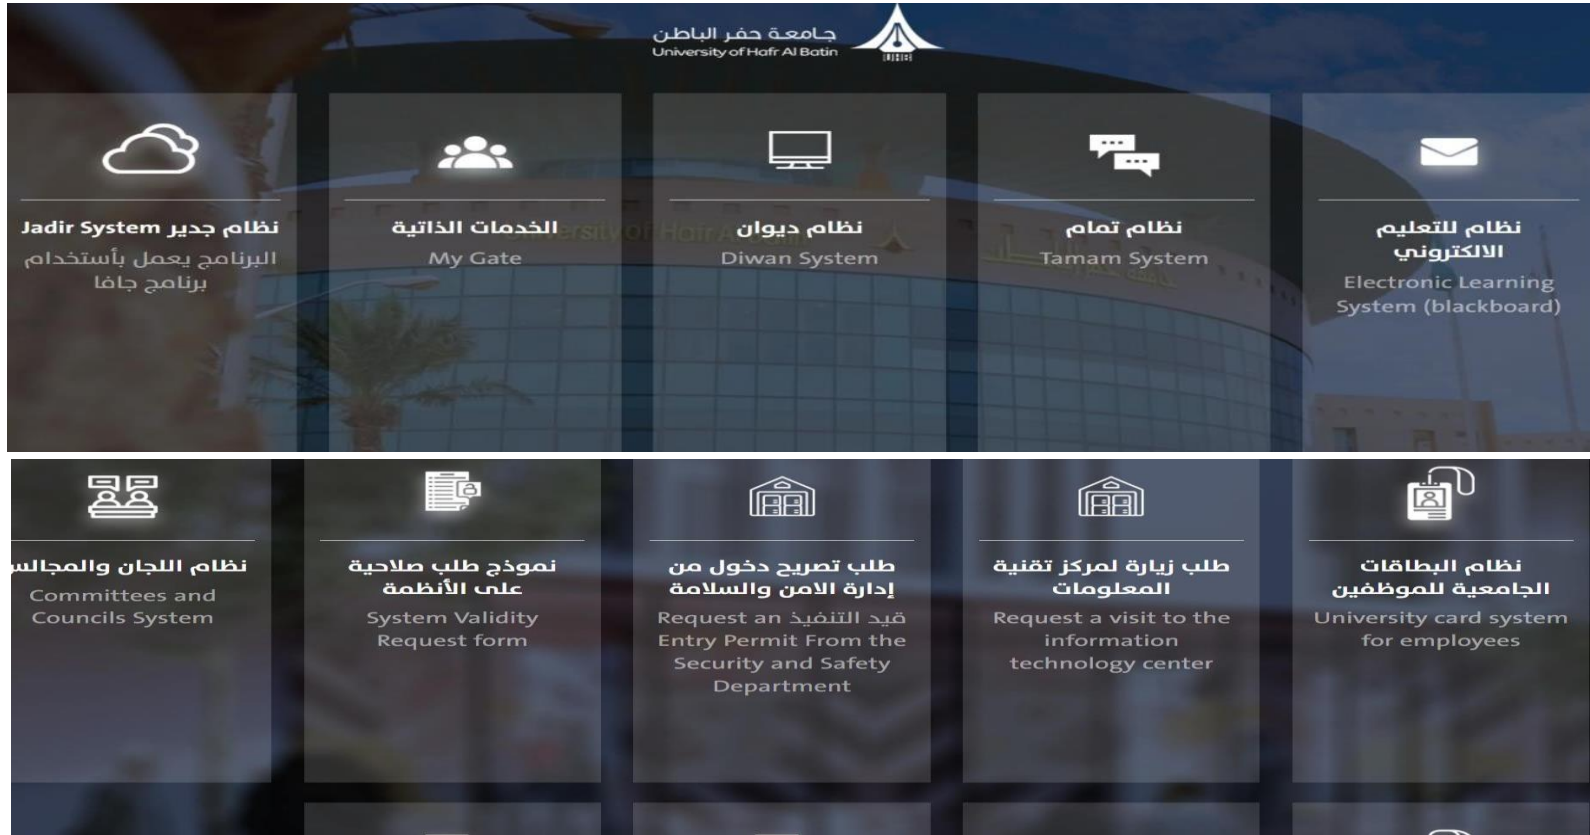 جامعة حفر الباطن
University of Hafr Al Batin
نظام للتعليم
الالكتروني
Electronic Learning
System (blackboard)
نظام تمام
Tamam System
نظام ديوان
Diwan System
الخدمات الذاتية
My Gate
نظام جدير Jadir System
البرنامج يعمل بأستخدام
برنامج جافا
نظام البطاقات
الجامعية للموظفين
University card system
for employees
طلب زيارة لمركز تقنية
المعلومات
Request a visit to the
information
technology center
طلب تصريح دخول من
إدارة الامن والسلامة
قيد التنفيذ Request an
Entry Permit From the
Security and Safety
Department
نموذج طلب صلاحية
على الأنظمة
System Validity
Request form
نظام اللجان والمجالس
Committees and
Councils System